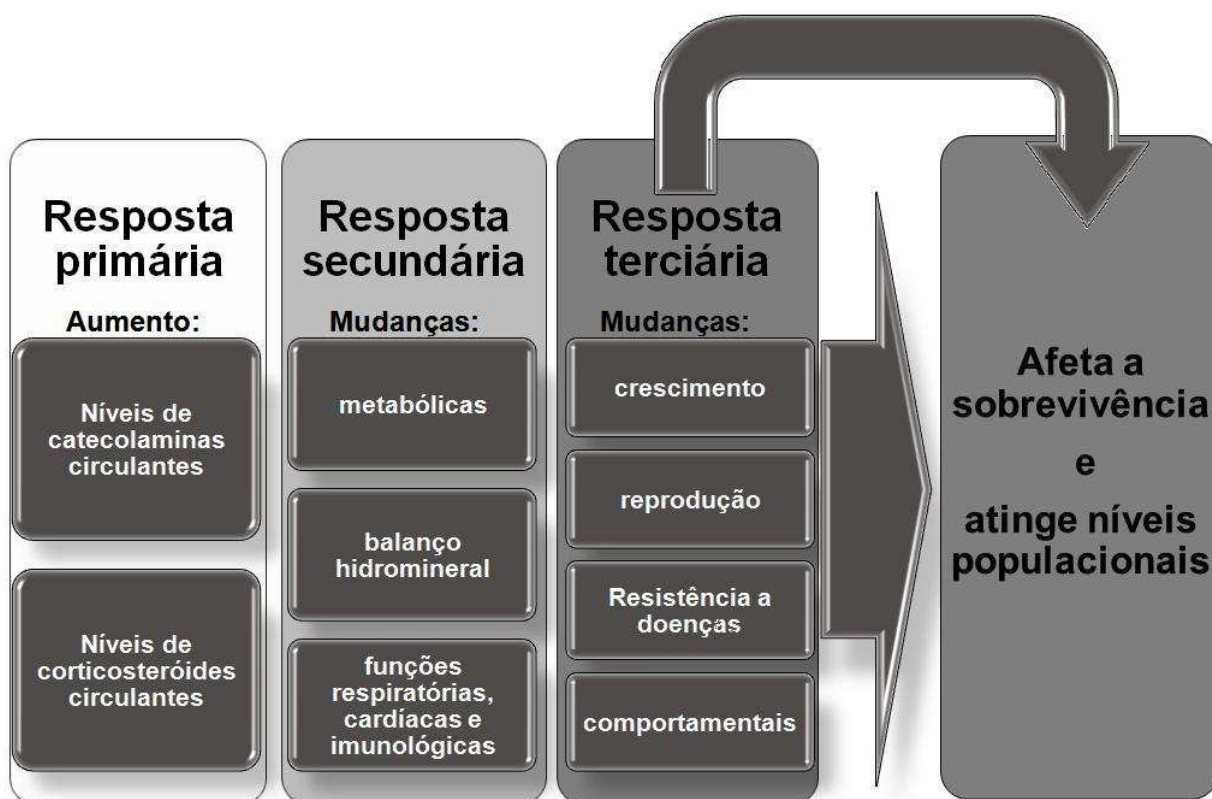 Resposta
primária
Aumento:
Níveis de
catecolaminas
circulantes
Níveis de
corticosteróides
circulantes
Resposta
secundária
Mudanças:
metabólicas
balanço
hidromineral
funções
respiratórias,
cardíacas e
imunológicas
Resposta
terciária
Mudanças:
crescimento
reprodução
Resistência a
doenças
comportamentais
Afeta a
sobrevivência
e
atinge níveis
populacionais